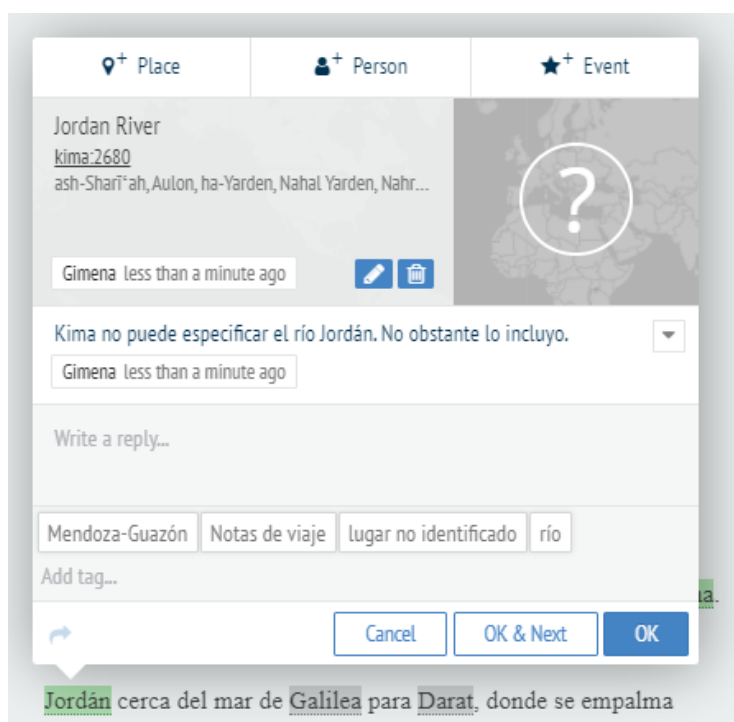 + Place
+ Person
+ Event
Jordan River
kima:2680
ash-Sharīʻah, Aulon, ha-Yarden, Nahal Yarden, Nahr...
?
Gimena less than a minute ago
Kima no puede especificar el río Jordán. No obstante lo incluyo.
Gimena less than a minute ago
Write a reply...
Mendoza-Guazón Notas de viaje lugar no identificado río
Add tag...
Cancel OK & Next OK
Jordán cerca del mar de Galilea para Darat, donde se empalma